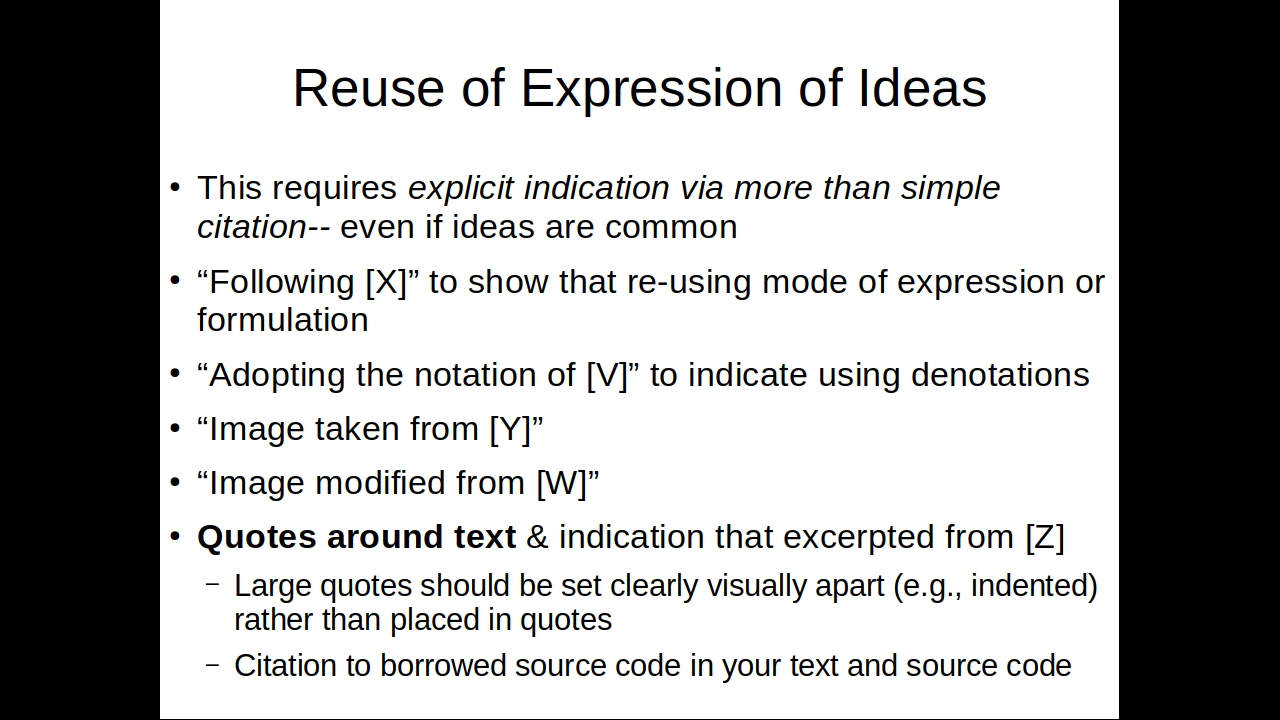 Reuse of Expression of Ideas
• This requires explicit indication via more than simple
citation-- even if ideas are common
• “Following [X]” to show that re-using mode of expression or
formulation
• “Adopting the notation of [V]” to indicate using denotations
• “Image taken from [Y]”
• “Image modified from [W]”
• Quotes around text & indication that excerpted from [Z]
– Large quotes should be set clearly visually apart (e.g., indented)
rather than placed in quotes
– Citation to borrowed source code in your text and source code